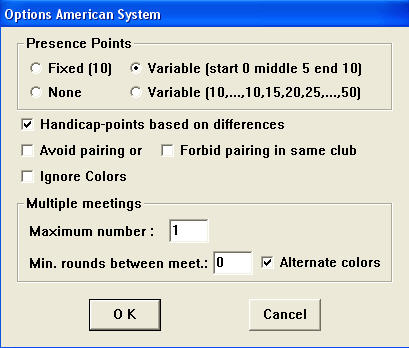 Options American System
Presence Points
Fixed (10) Variable (start 0 middle 5 end 10)
None Variable (10,...,10,15,20,25,...,50)
Handicap-points based on differences
Avoid pairing or Forbid pairing in same club
Ignore Colors
Multiple meetings
Maximum number : 1
Min. rounds between meet.: 0 Alternate colors
O K Cancel